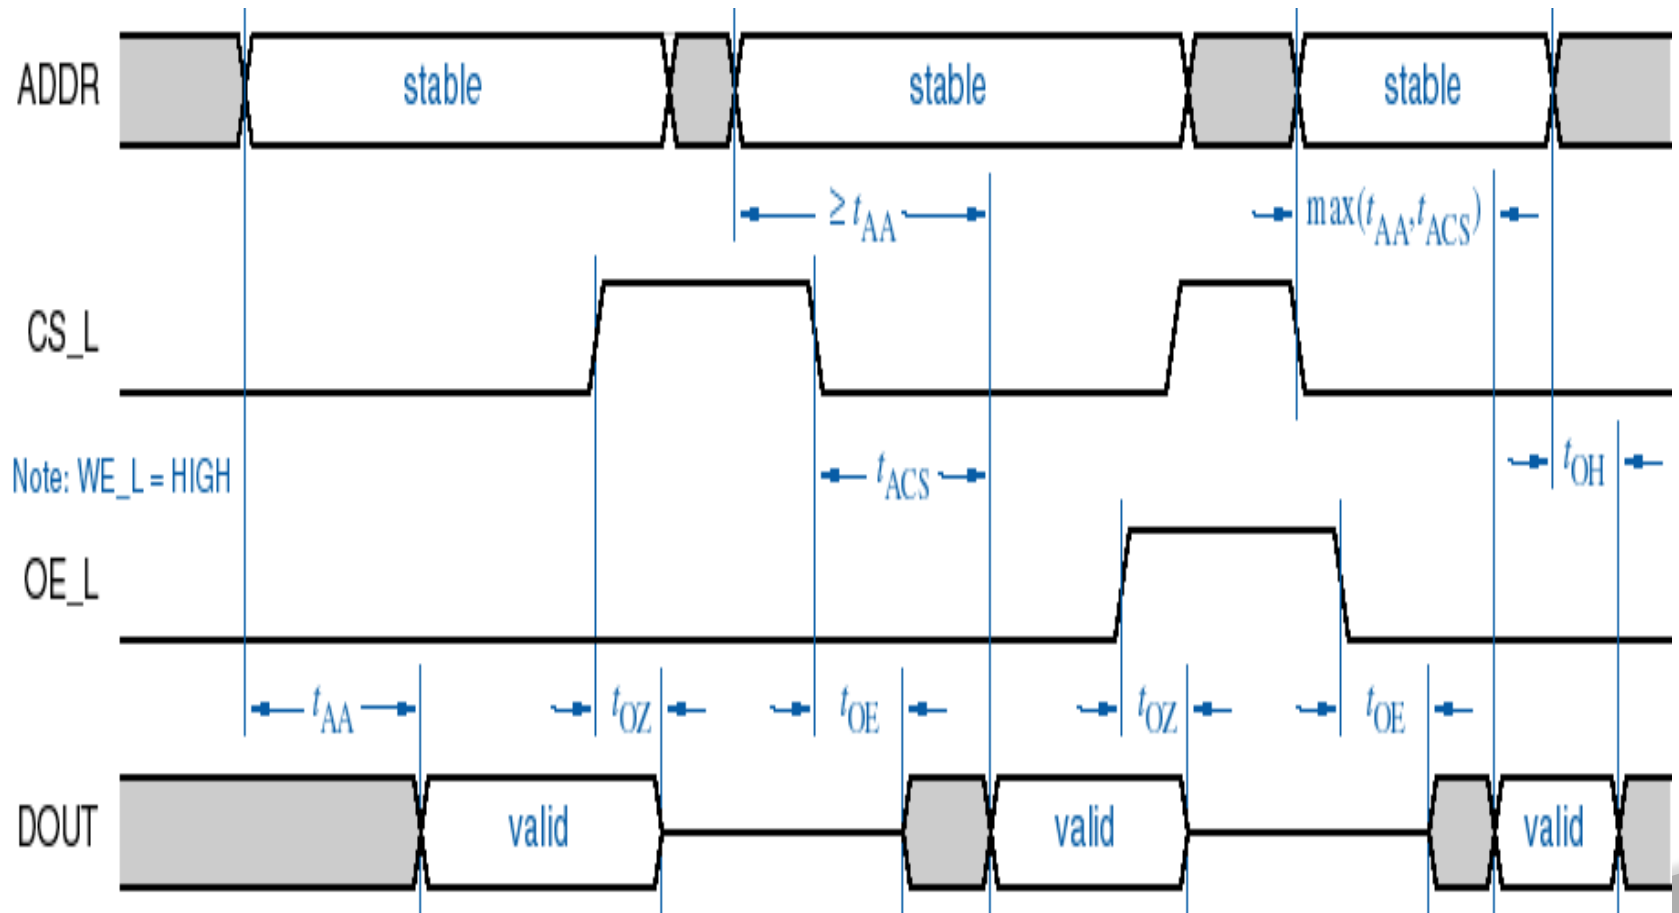 ADDR stable stable stable
≥ tAA max(tAA, tACS)
CS_L
Note: WE_L = HIGH tACS tOH
OE_L
tAA tOZ tOE tOZ tOE
DOUT valid valid valid